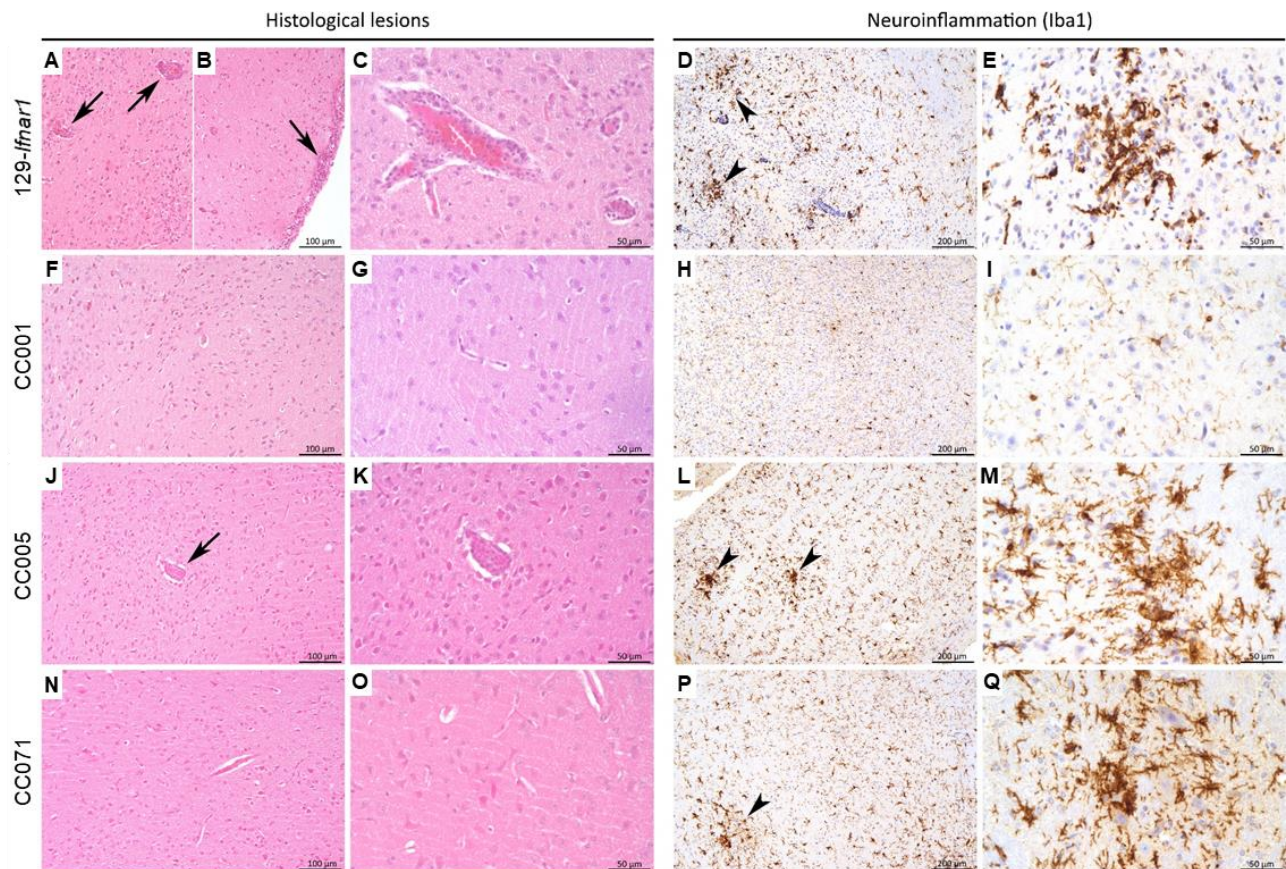 Histological lesions
Neuroinflammation (Iba1)
129-Ifnar1
A
B
100 µm
C
50 µm
D
200 µm
E
50 µm
CC001
F
100 µm
G
50 µm
H
200 µm
I
50 µm
CC005
J
100 µm
K
50 µm
L
200 µm
M
50 µm
CC071
N
100 µm
O
50 µm
P
200 µm
Q
50 µm